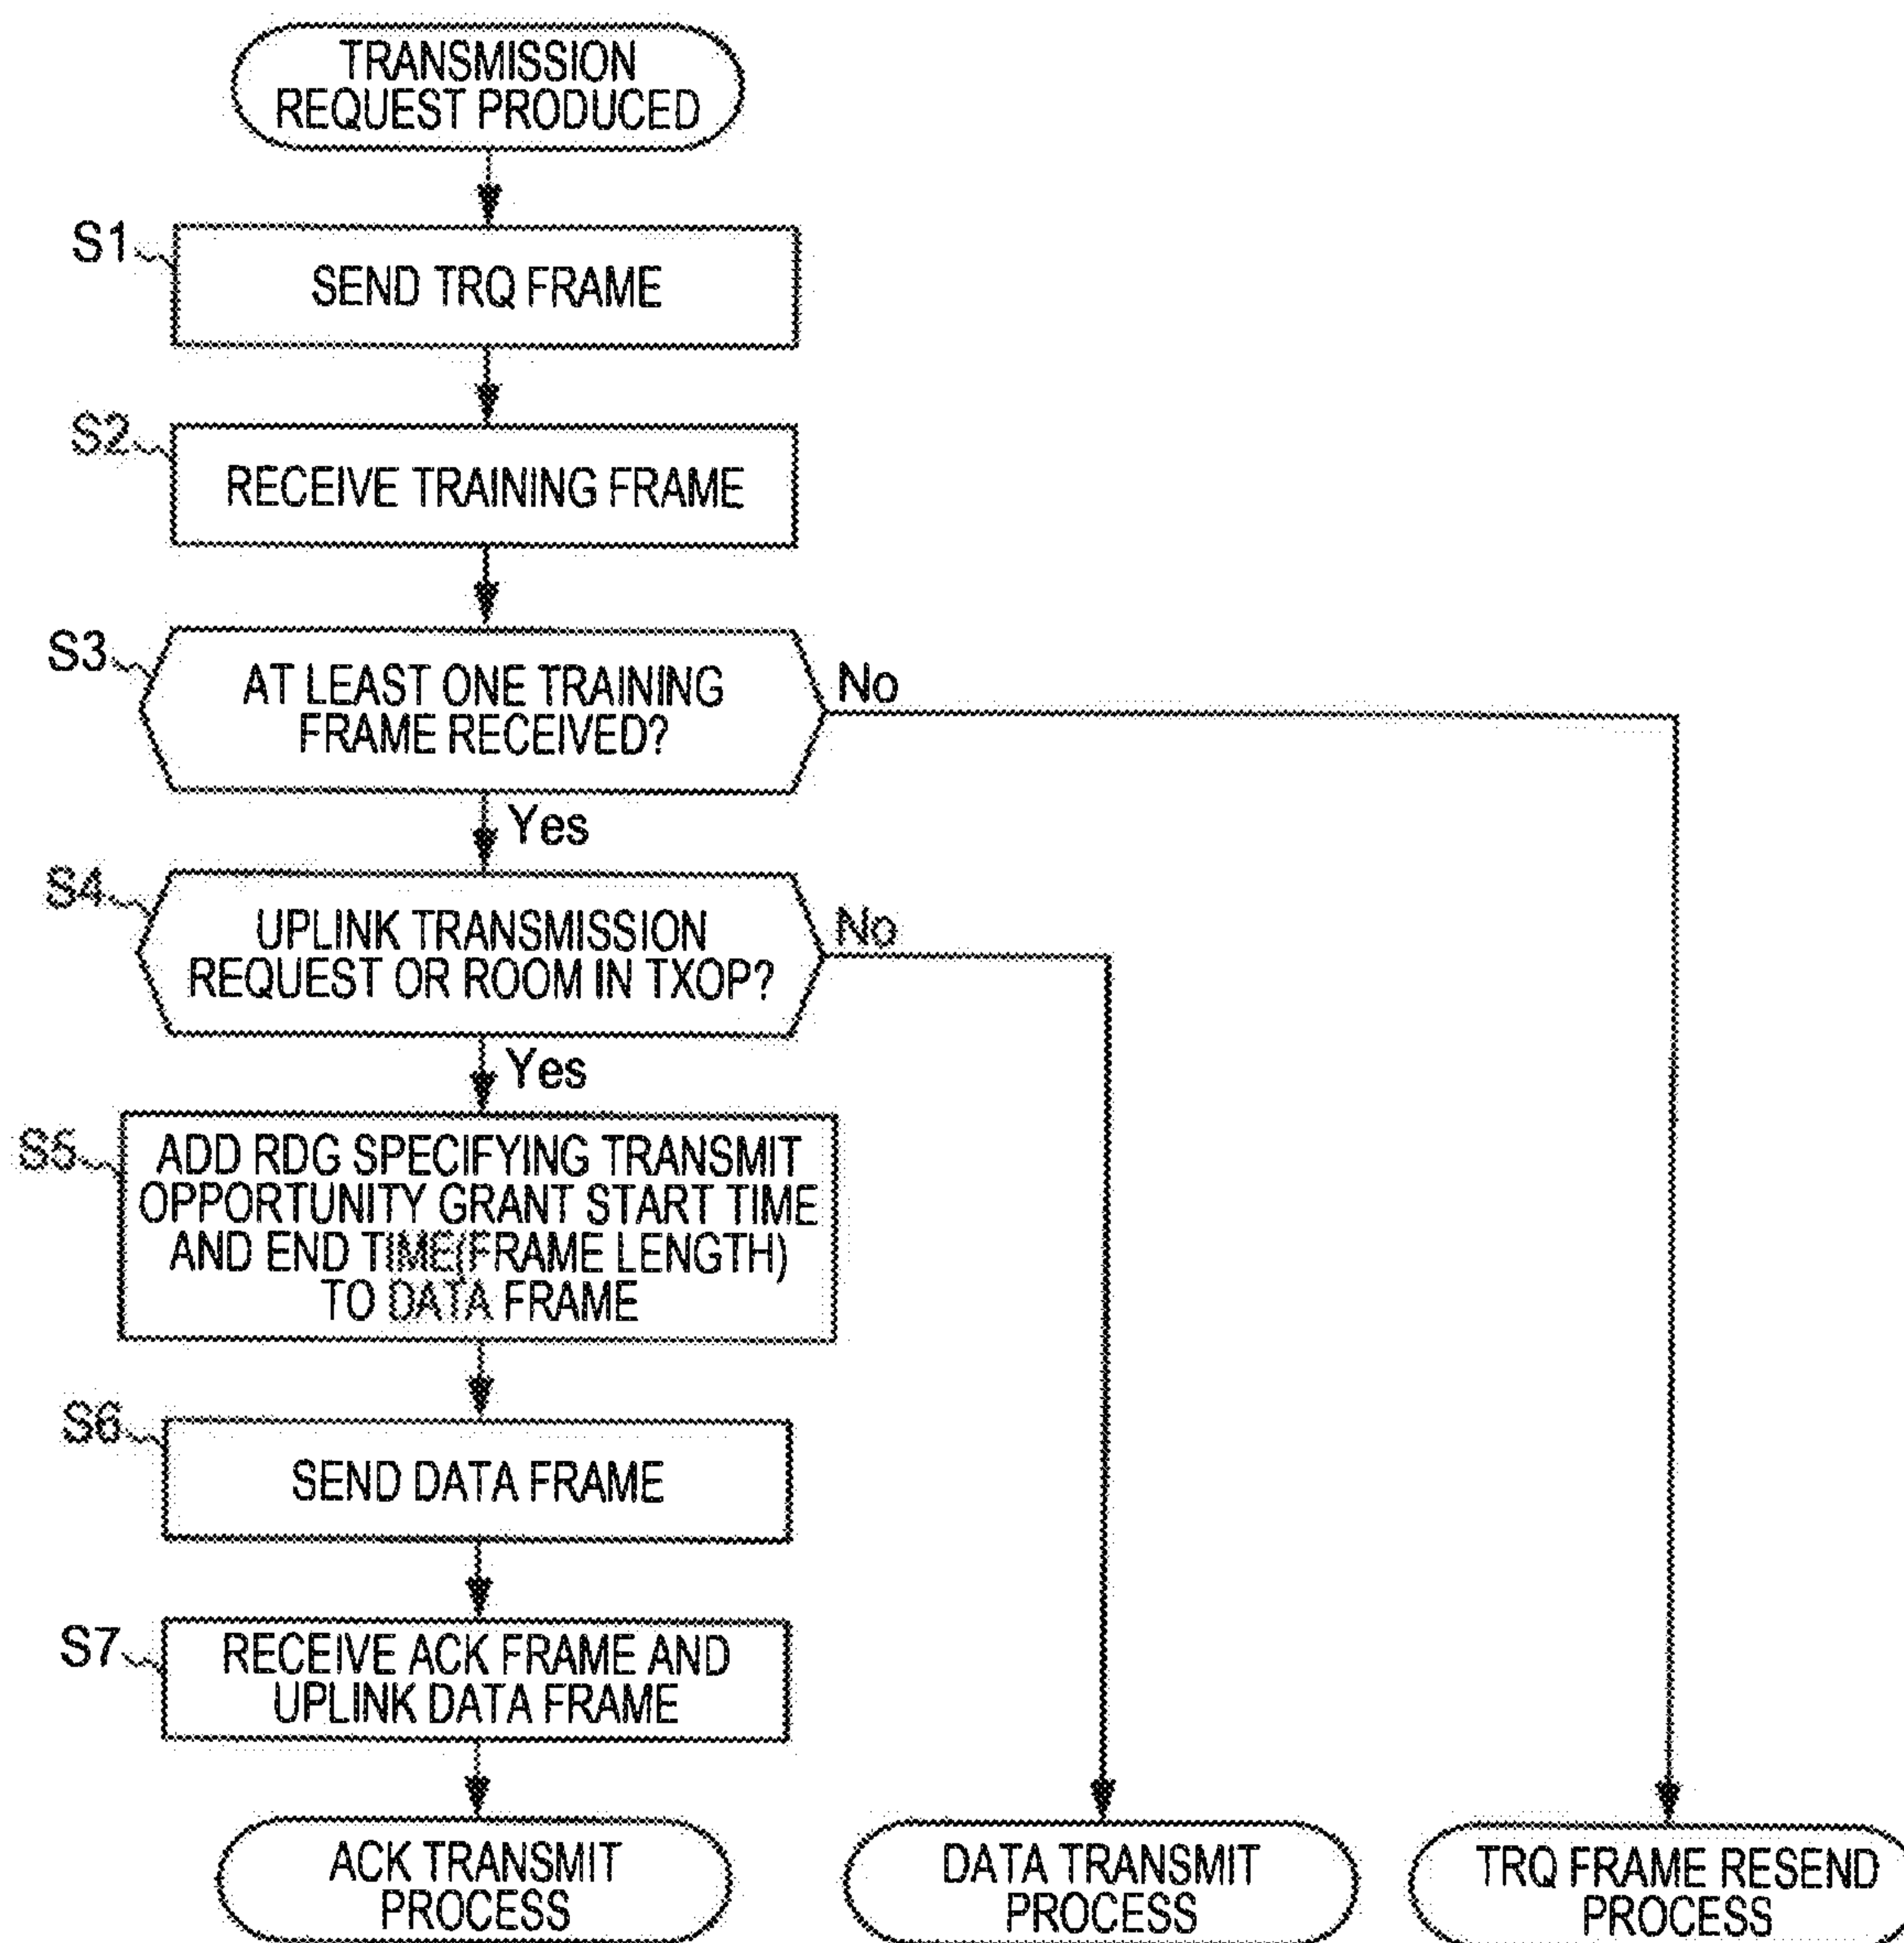 TRANSMISSION
REQUEST PRODUCED
S1
SEND TRQ FRAME
S2
RECEIVE TRAINING FRAME
S3
AT LEAST ONE TRAINING
FRAME RECEIVED?
No
Yes
S4
UPLINK TRANSMISSION
REQUEST OR ROOM IN TXOP?
No
Yes
S5
ADD RDG SPECIFYING TRANSMIT
OPPORTUNITY GRANT START TIME
AND END TIME(FRAME LENGTH)
TO DATA FRAME
S6
SEND DATA FRAME
S7
RECEIVE ACK FRAME AND
UPLINK DATA FRAME
ACK TRANSMIT
PROCESS
DATA TRANSMIT
PROCESS
TRQ FRAME RESEND
PROCESS